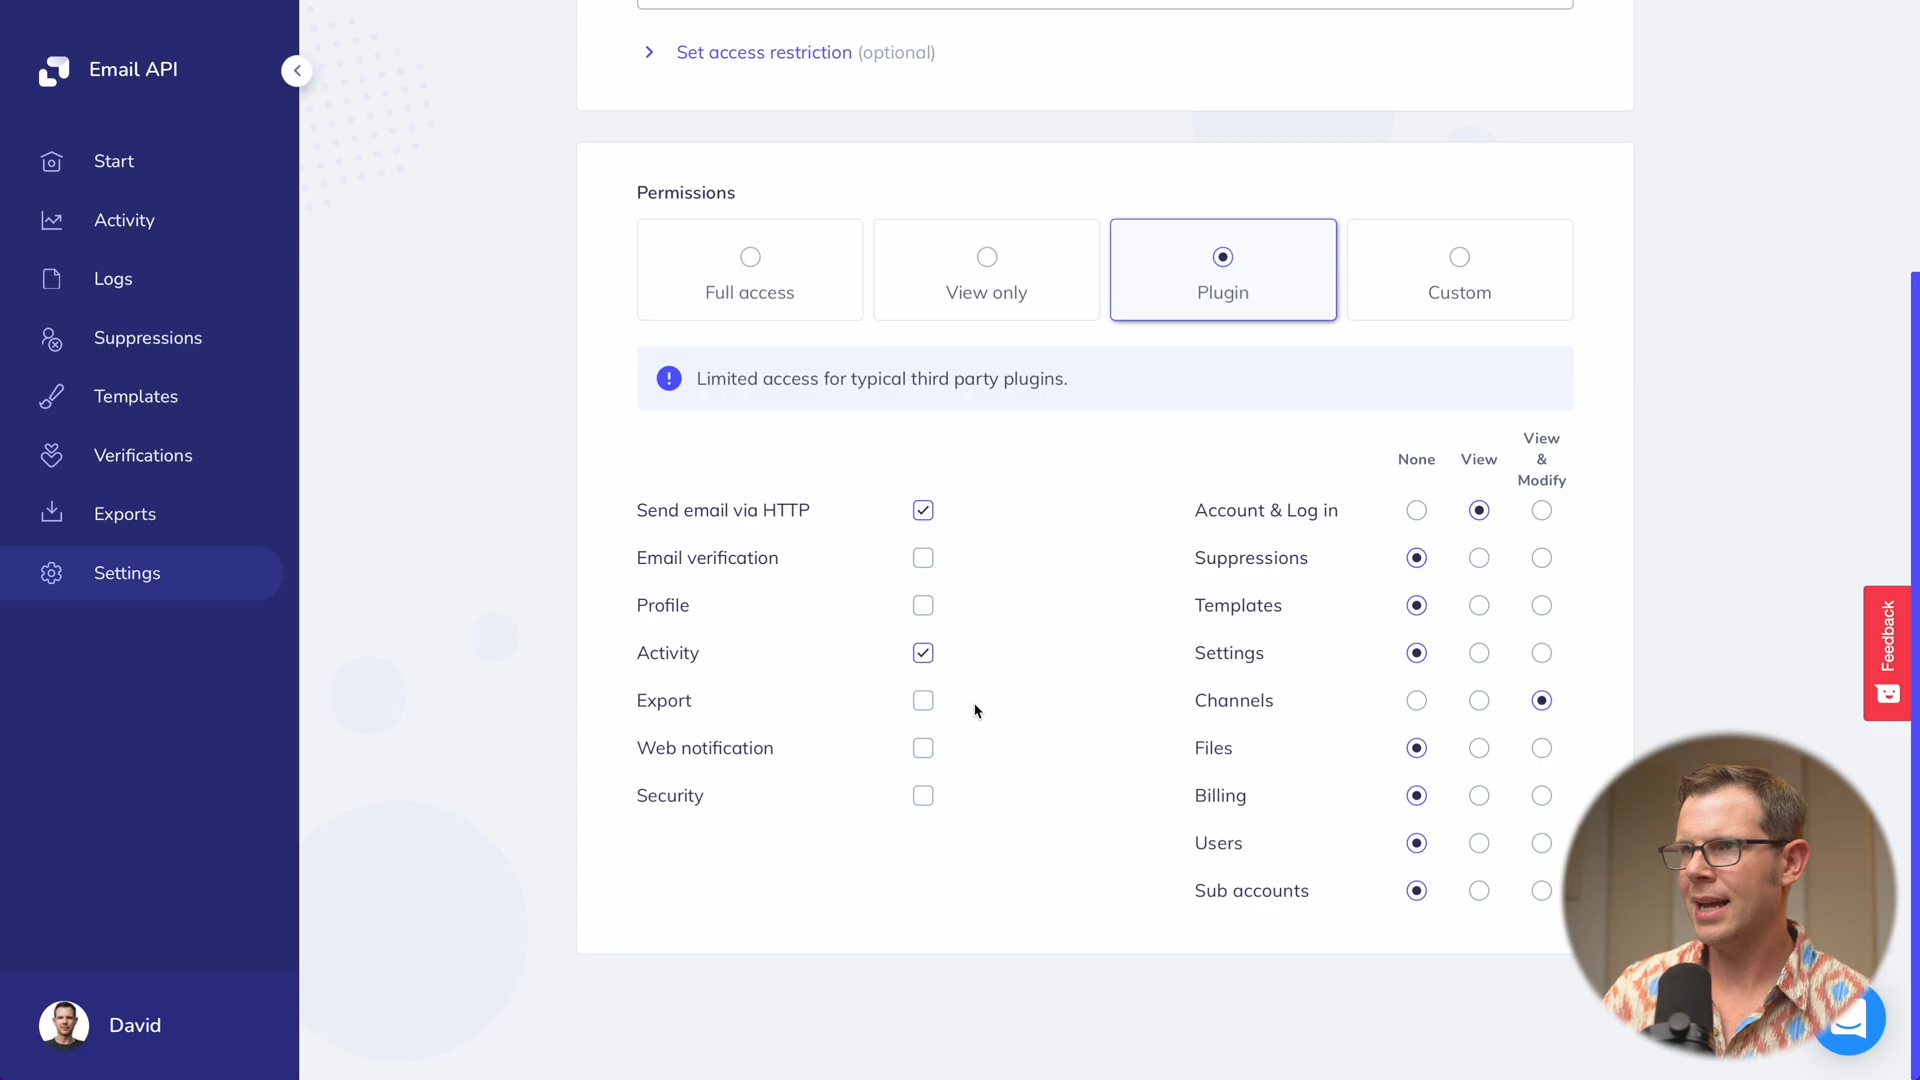 Email API
Start
Activity
Logs
Suppressions
Templates
Verifications
Exports
Settings
David
Set access restriction (optional)
Permissions
Full access
View only
Plugin
Custom
Limited access for typical third party plugins.
None
View
View
&
Modify
Send email via HTTP
Email verification
Profile
Activity
Export
Web notification
Security
Account & Log in
Suppressions
Templates
Settings
Channels
Files
Billing
Users
Sub accounts
Feedback